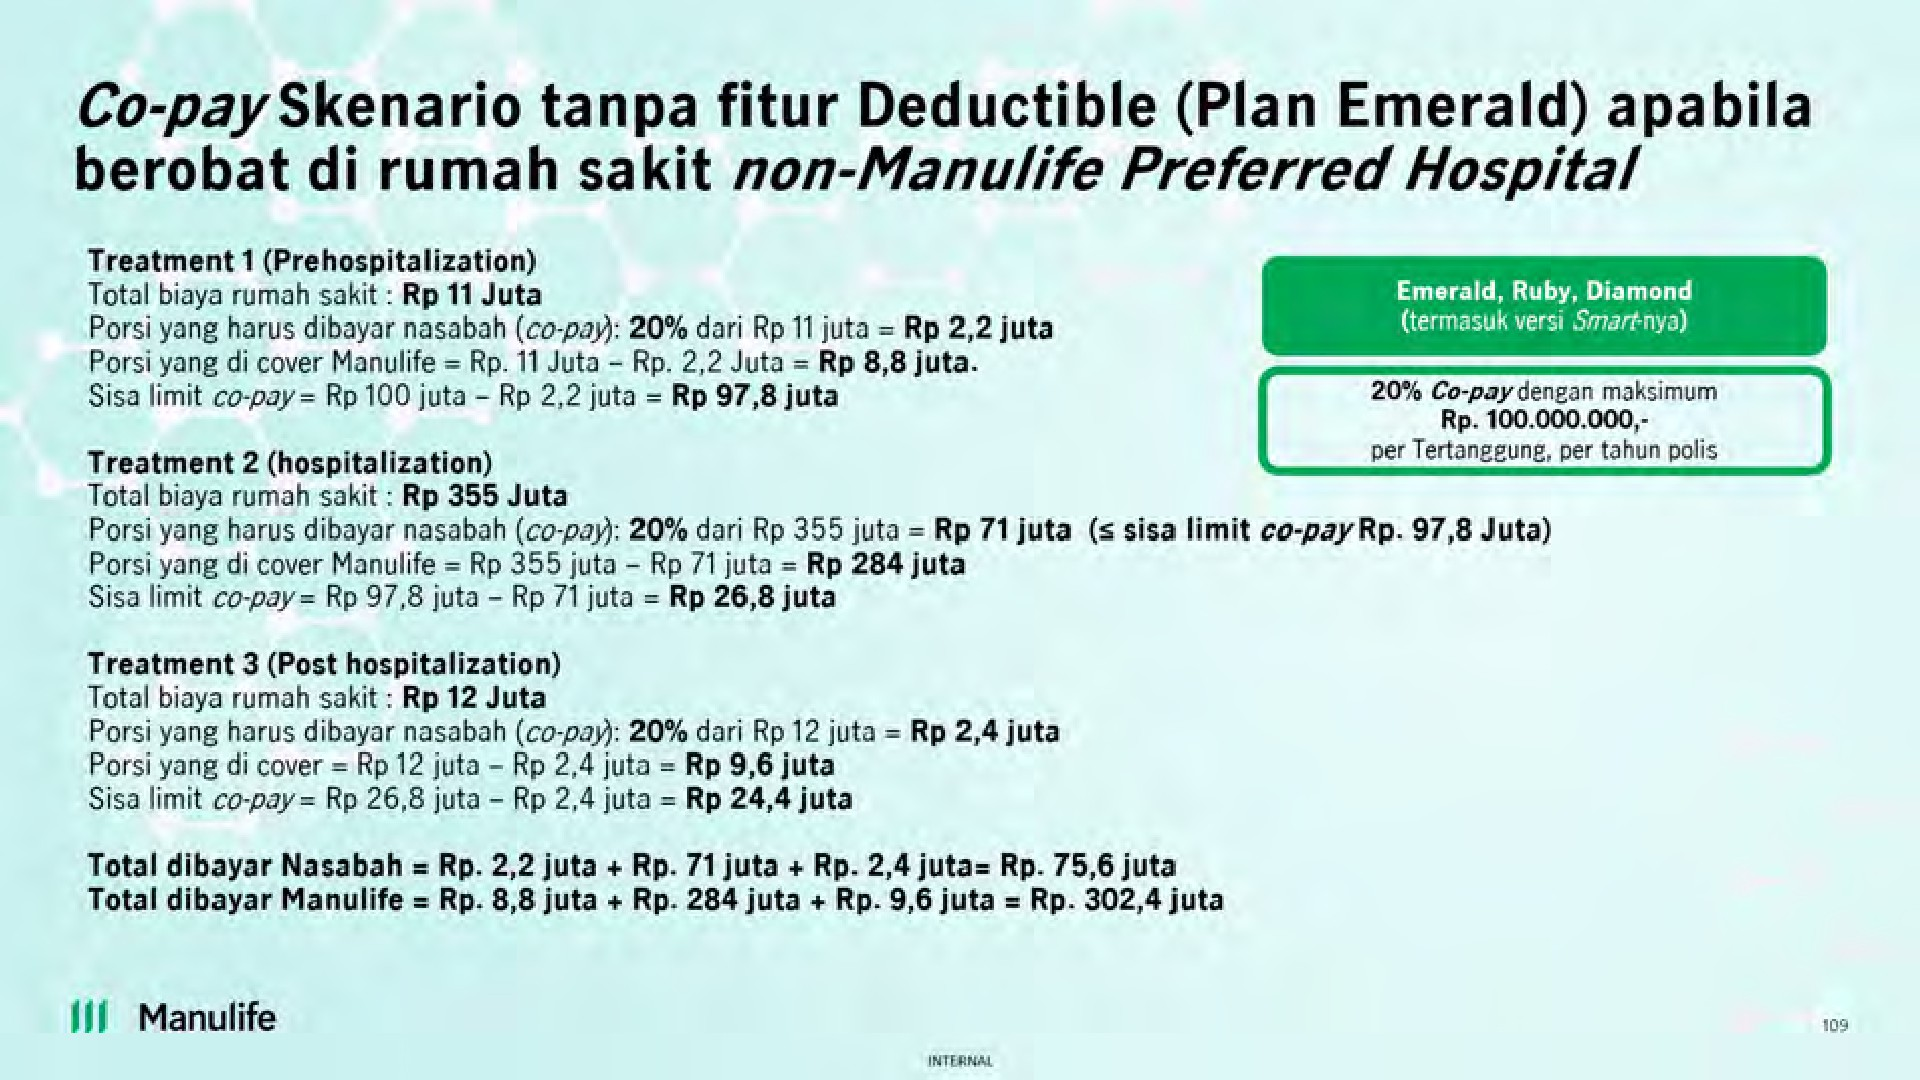 Co-pay Skenario tanpa fitur Deductible (Plan Emerald) apabila
berobat di rumah sakit non-Manulife Preferred Hospital
Treatment 1 (Prehospitalization)
Total biaya rumah sakit : Rp 11 Juta
Porsi yang harus dibayar nasabah (co-pay): 20% dari Rp 11 juta = Rp 2,2 juta
Porsi yang di cover Manulife = Rp. 11 Juta – Rp. 2,2 Juta = Rp 8,8 juta.
Sisa limit co-pay = Rp 100 juta – Rp 2,2 juta = Rp 97,8 juta
Emerald, Ruby, Diamond
(termasuk versi Smart-nya)
20% Co-pay dengan maksimum
Rp. 100.000.000,-
per Tertanggung, per tahun polis
Treatment 2 (hospitalization)
Total biaya rumah sakit : Rp 355 Juta
Porsi yang harus dibayar nasabah (co-pay): 20% dari Rp 355 juta = Rp 71 juta (≤ sisa limit co-pay Rp. 97,8 Juta)
Porsi yang di cover Manulife = Rp 355 juta – Rp 71 juta = Rp 284 juta
Sisa limit co-pay = Rp 97,8 juta – Rp 71 juta = Rp 26,8 juta
Treatment 3 (Post hospitalization)
Total biaya rumah sakit : Rp 12 Juta
Porsi yang harus dibayar nasabah (co-pay): 20% dari Rp 12 juta = Rp 2,4 juta
Porsi yang di cover = Rp 12 juta – Rp 2,4 juta = Rp 9,6 juta
Sisa limit co-pay = Rp 26,8 juta – Rp 2,4 juta = Rp 24,4 juta
Total dibayar Nasabah = Rp. 2,2 juta + Rp. 71 juta + Rp. 2,4 juta= Rp. 75,6 juta
Total dibayar Manulife = Rp. 8,8 juta + Rp. 284 juta + Rp. 9,6 juta = Rp. 302,4 juta
Manulife
109
INTERNAL